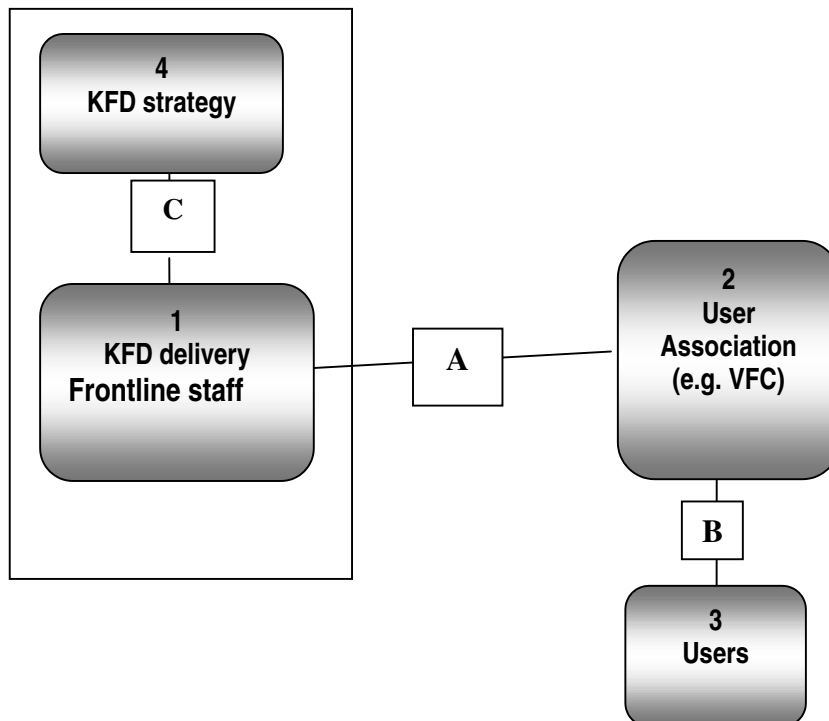 4
KFD strategy
C
1
KFD delivery
Frontline staff
A
2
User
Association
(e.g. VFC)
B
3
Users